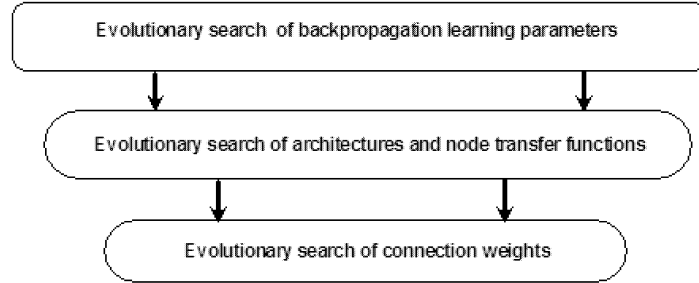 Evolutionary search of backpropagation learning parameters
Evolutionary search of architectures and node transfer functions
Evolutionary search of connection weights